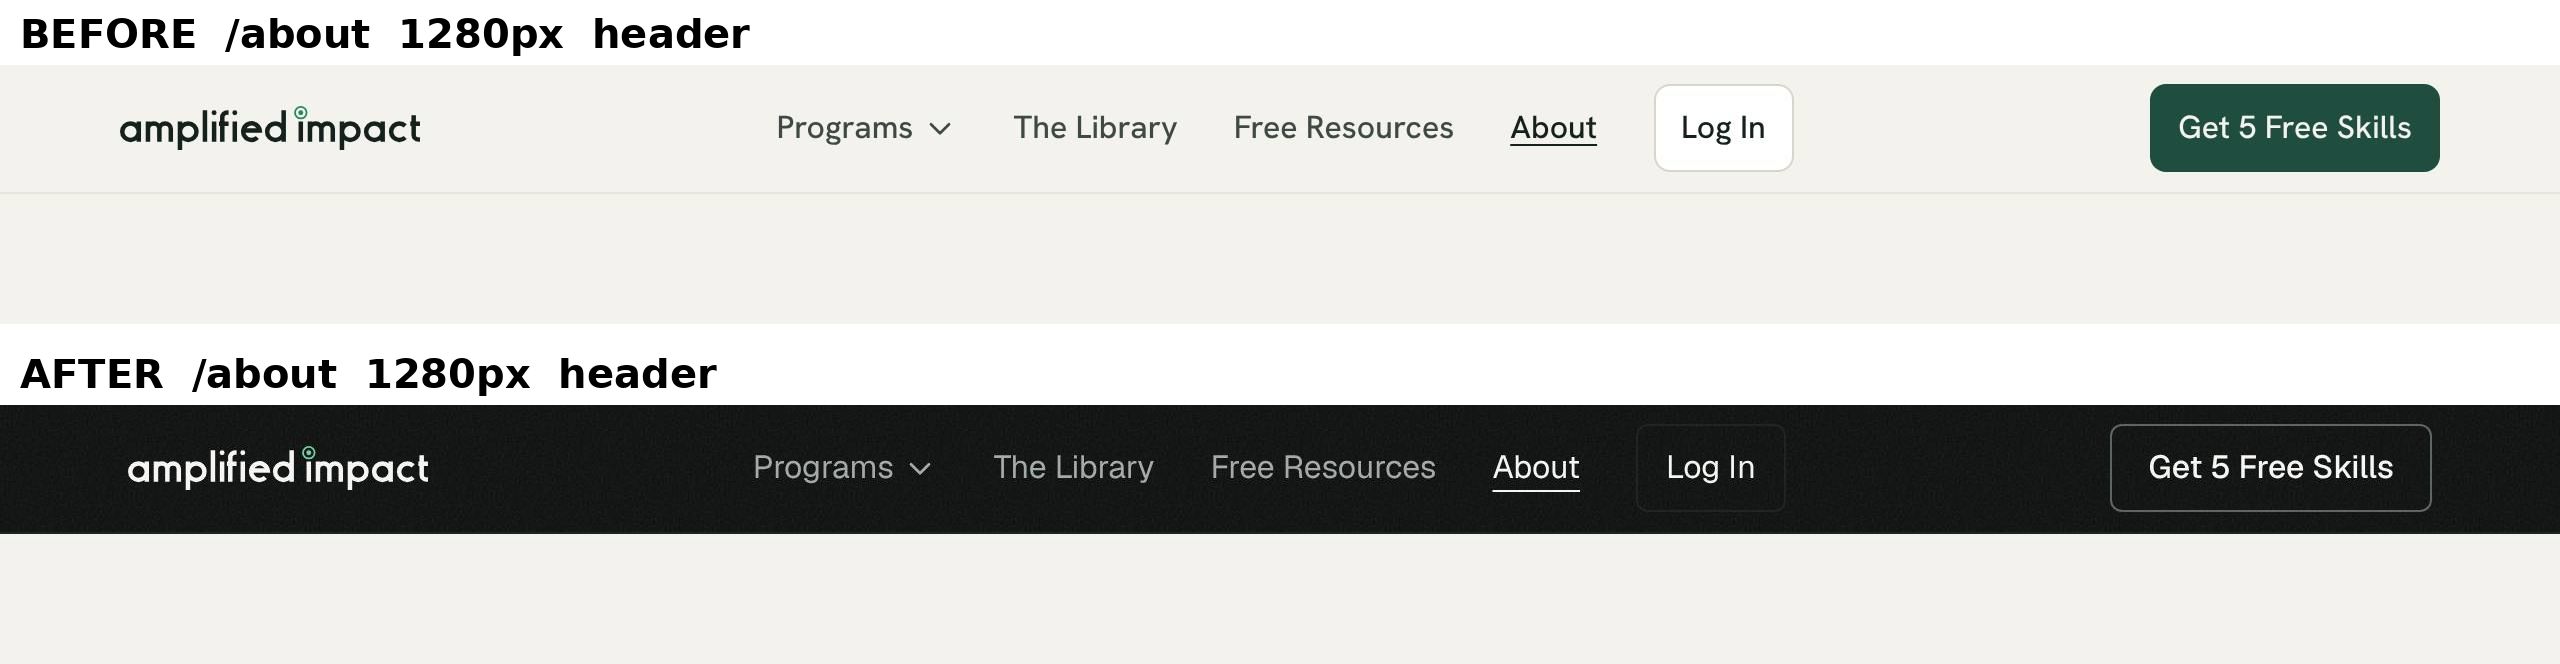 BEFORE /about 1280px header
amplified impact Programs The Library Free Resources About Log In Get 5 Free Skills
AFTER /about 1280px header
amplified impact Programs The Library Free Resources About Log In Get 5 Free Skills